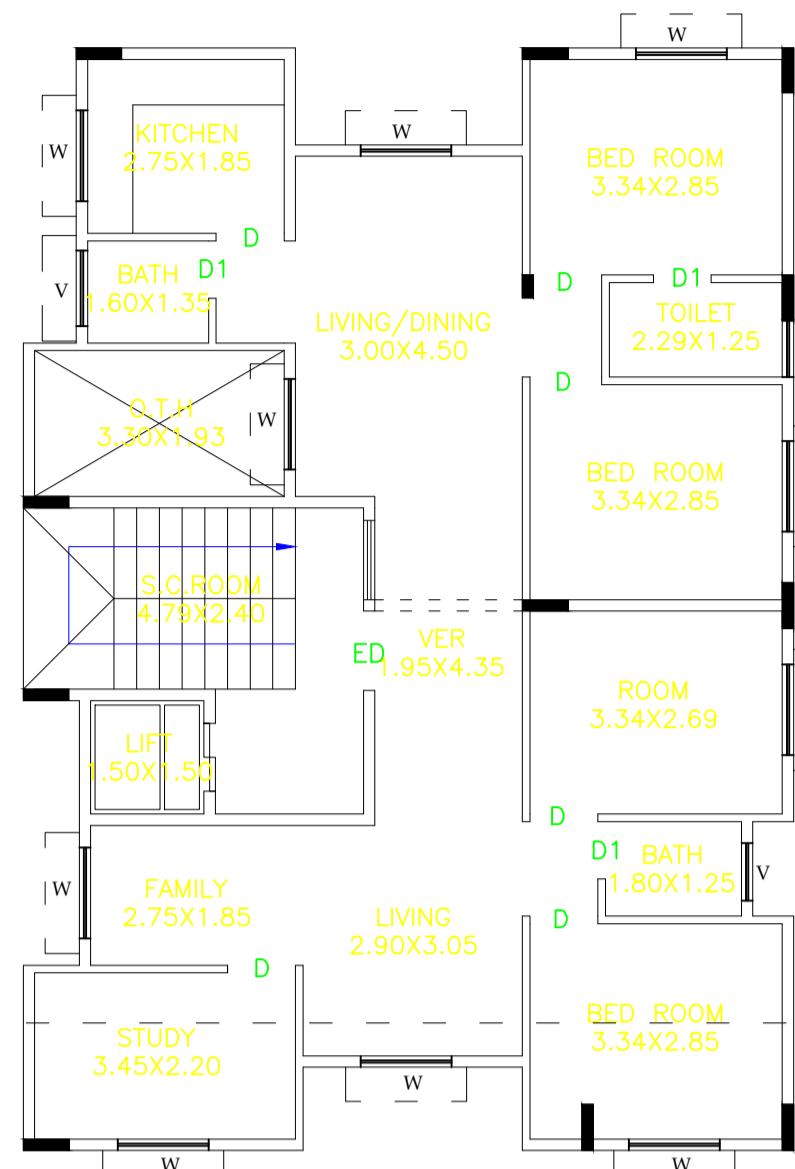 W
W
KITCHEN
2.75X1.85
W
BED ROOM
3.34X2.85
W
D
D1
BATH
1.60X1.35
V
D
D1
TOILET
2.29X1.25
LIVING/DINING
3.00X4.50
D
O.T.H
3.30X1.93
W
BED ROOM
3.34X2.85
S.C.ROOM
4.79X2.40
ED
VER
1.95X4.35
ROOM
3.34X2.69
LIFT
1.50X1.50
D
D1
BATH
1.80X1.25
V
W
FAMILY
2.75X1.85
LIVING
2.90X3.05
D
D
BED ROOM
3.34X2.85
STUDY
3.45X2.20
W
W
W